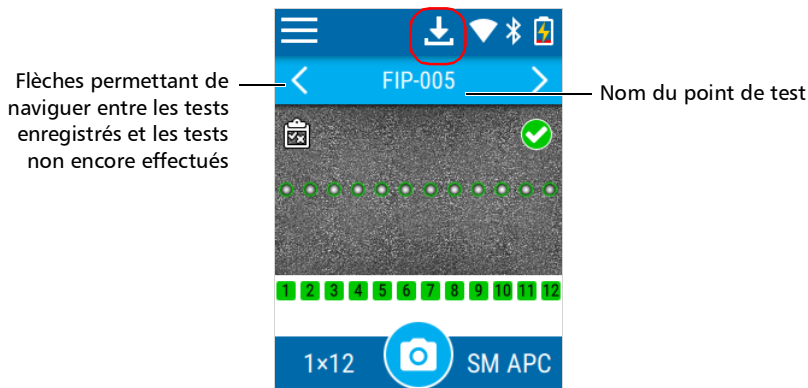 FIP-005
Flèches permettant de
naviguer entre les tests
enregistrés et les tests
non encore effectués
Nom du point de test
1 2 3 4 5 6 7 8 9 10 11 12
1×12
SM APC